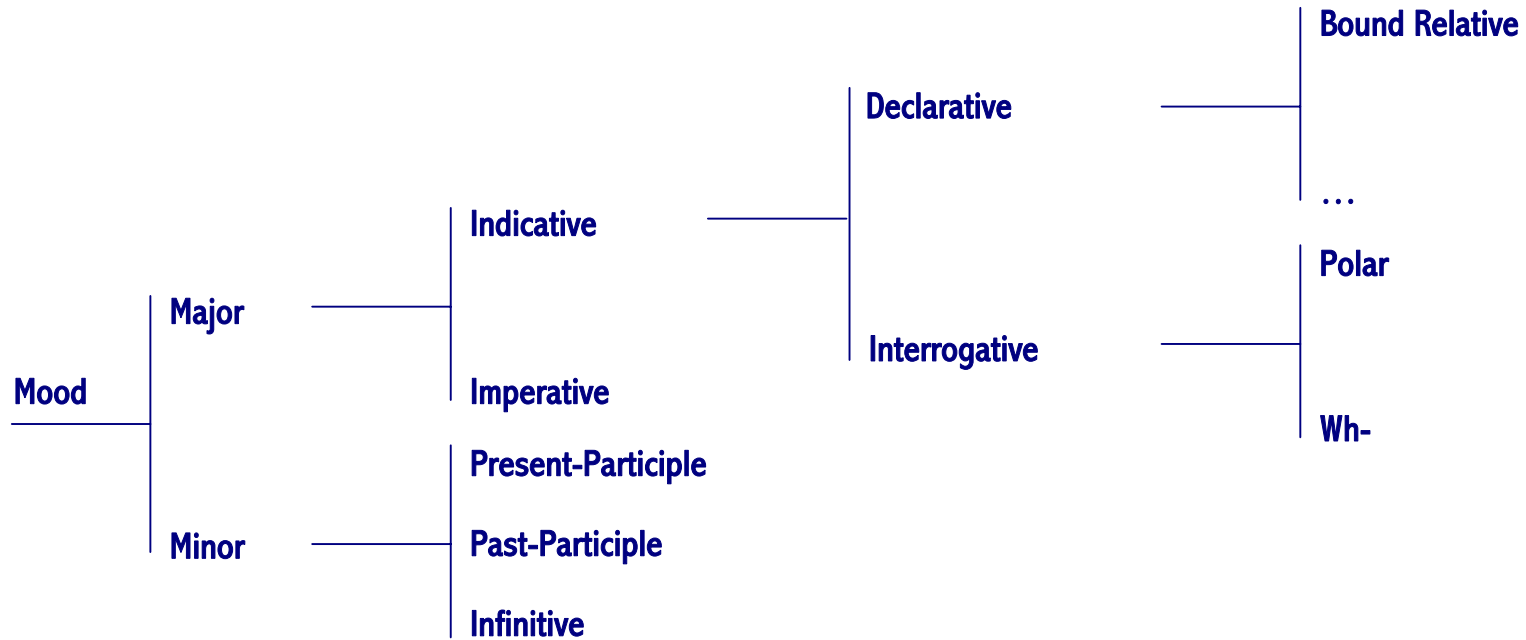 Bound Relative
Declarative
...
Indicative
Polar
Major
Interrogative
Mood
Imperative
Wh-
Present-Participle
Minor
Past-Participle
Infinitive